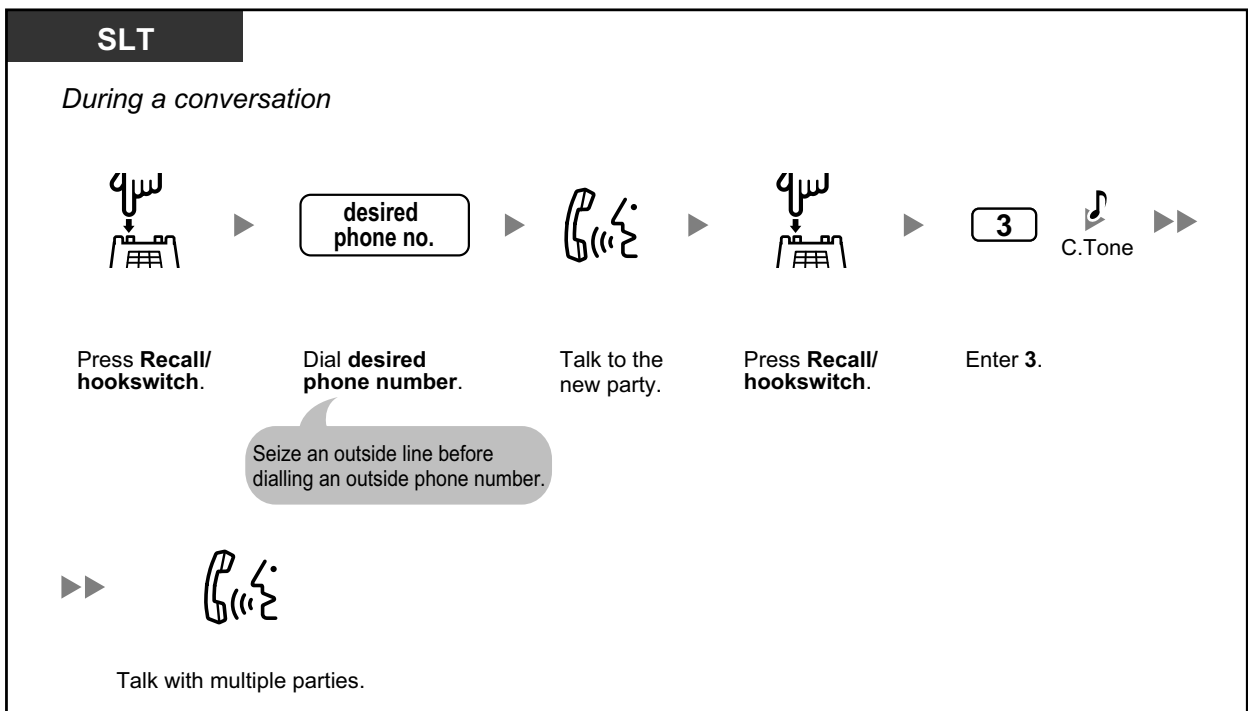 SLT
During a conversation
desired
phone no.
3
C.Tone
Press Recall/
hookswitch.
Dial desired
phone number.
Talk to the
new party.
Press Recall/
hookswitch.
Enter 3.
Seize an outside line before
dialling an outside phone number.
Talk with multiple parties.